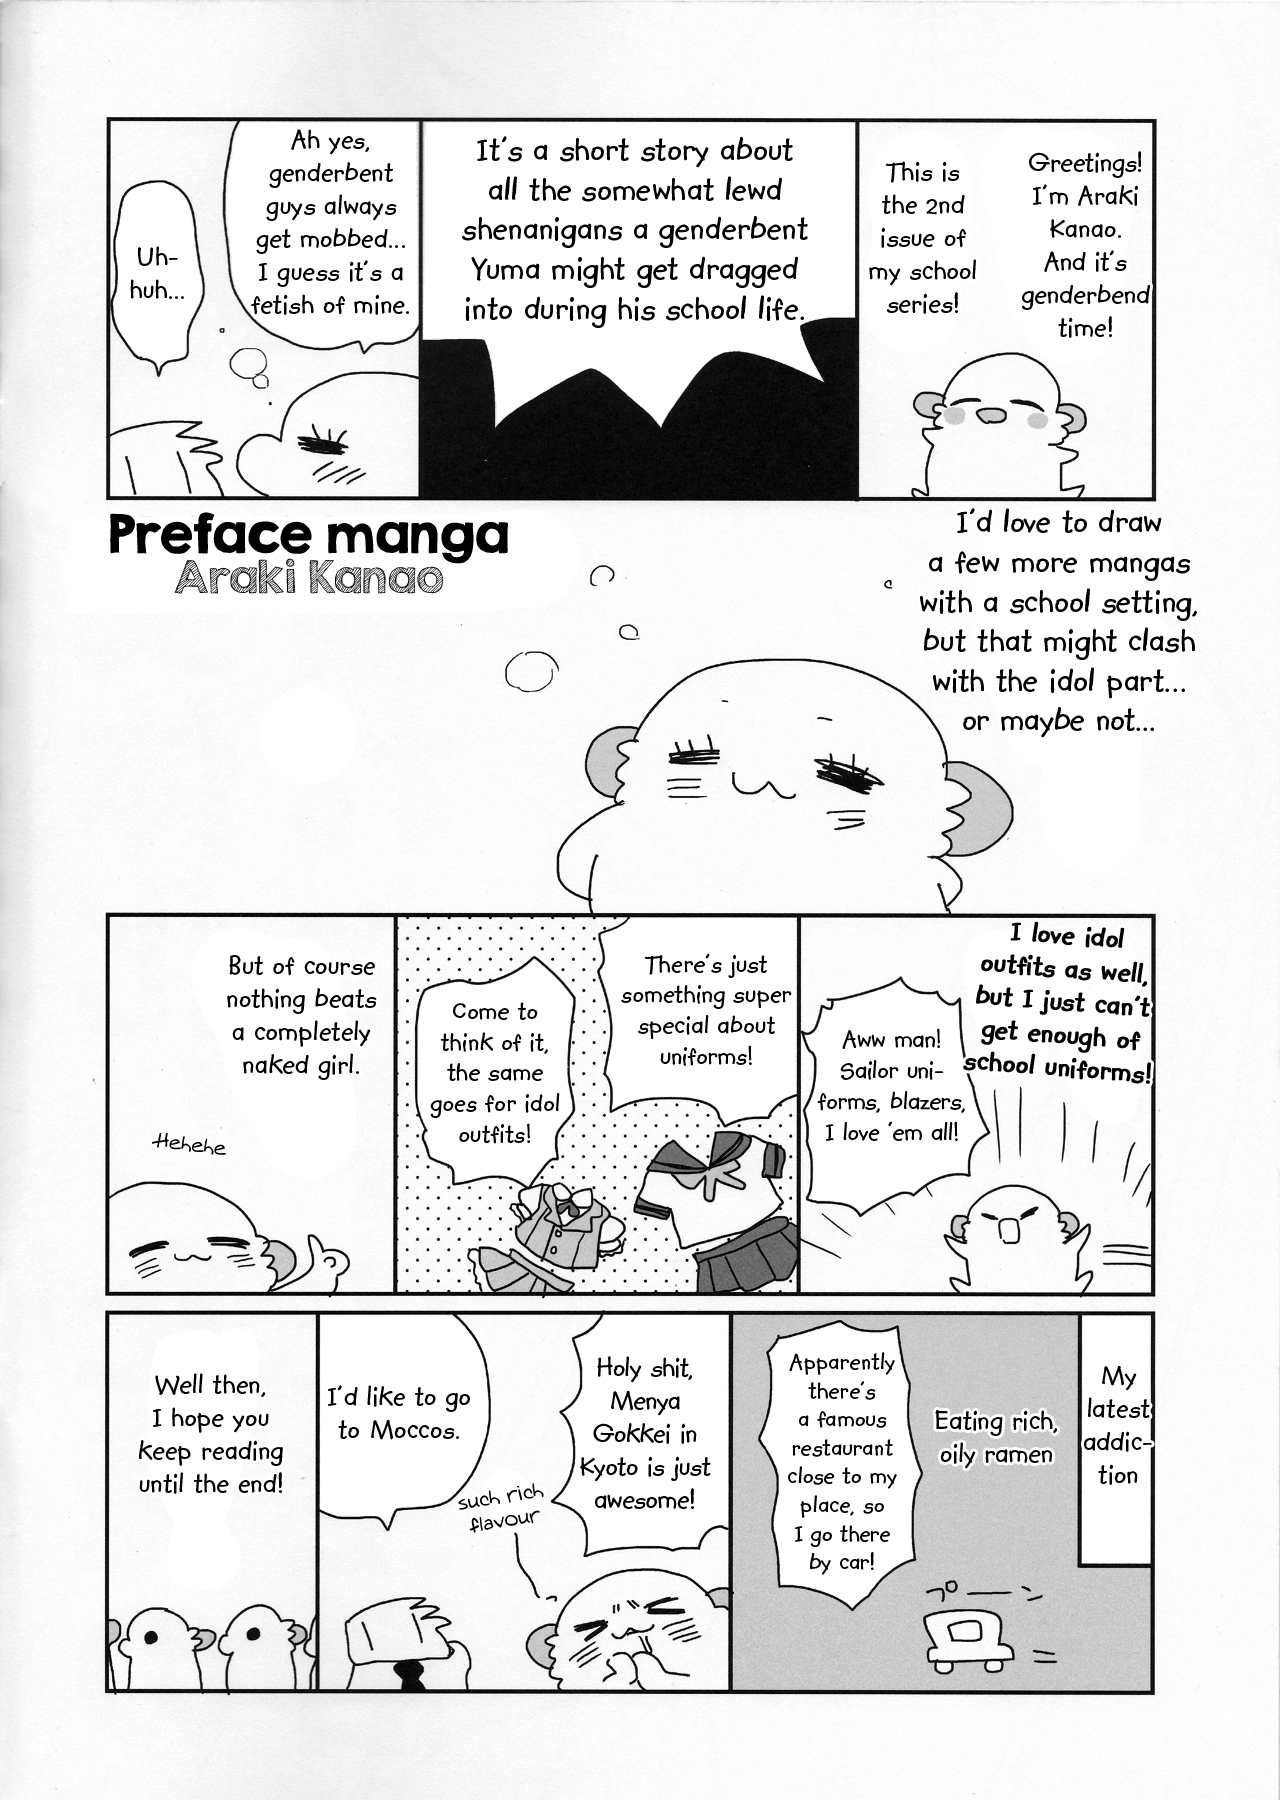 Greetings!
I'm Araki
Kanao.
And it's
genderbend
time!
This is
the 2nd
issue of
my school
series!
It's a short story about
all the somewhat lewd
shenanigans a genderbent
Yuma might get dragged
into during his school life.
Ah yes,
genderbent
guys always
get mobbed...
I guess it's a
fetish of mine.
Uh-
huh...
Preface manga
Araki Kanao
I'd love to draw
a few more mangas
with a school setting,
but that might clash
with the idol part...
or maybe not...
I love idol
outfits as well,
but I just can't
get enough of
school uniforms!
Aww man!
Sailor uni-
forms, blazers,
I love 'em all!
There's just
something super
special about
uniforms!
Come to
think of it,
the same
goes for idol
outfits!
But of course
nothing beats
a completely
naked girl.
Hehehe
My
latest
addic-
tion
Eating rich,
oily ramen
Apparently
there's
a famous
restaurant
close to my
place, so
I go there
by car!
プーン
Holy shit,
Menya
Gokkei in
Kyoto is just
awesome!
such rich
flavour
I'd like to go
to Moccos.
Well then,
I hope you
keep reading
until the end!